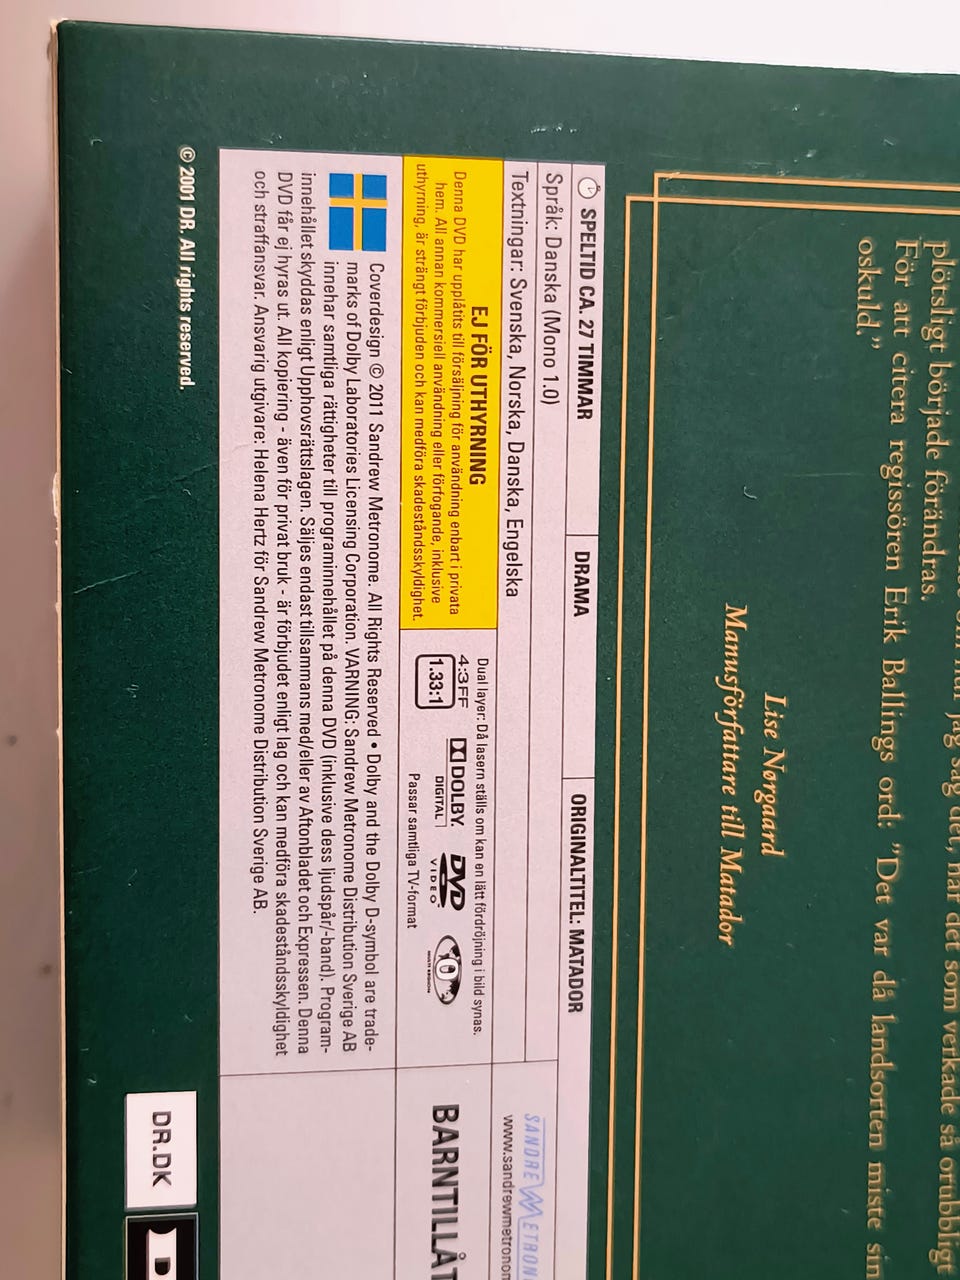 plötsligt började förändras.
För att citera regissören Erik Ballings ord: ”Det var då landsorten miste sin
oskuld.”
Lise Nørgaard
Manusförfattare till Matador
SPELTID CA. 27 TIMMAR
DRAMA
ORIGINALTITEL: MATADOR
Språk: Danska (Mono 1.0)
Textningar: Svenska, Norska, Danska, Engelska
EJ FÖR UTHYRNING
Denna DVD har upplåtits till försäljning för användning enbart i privata
hem. All annan kommersiell användning eller förfogande, inklusive
uthyrning, är strängt förbjuden och kan medföra skadeståndsskyldighet.
Dual layer: Då lasern ställs om kan en lätt fördröjning i bild synas.
4:3 FF
1.33:1
DOLBY.
DIGITAL
DVD
VIDEO
0
MULTI REGION
Passar samtliga TV-format
SANDREW METRONO
www.sandrewmetronom
BARNTILLÅT
Coverdesign © 2011 Sandrew Metronome. All Rights Reserved • Dolby and the Dolby D-symbol are trade-
marks of Dolby Laboratories Licensing Corporation. VARNING: Sandrew Metronome Distribution Sverige AB
innehar samtliga rättigheter till programinnehållet på denna DVD (inklusive dess ljudspår/-band). Program-
innehållet skyddas enligt Upphovsrättslagen. Säljes endast tillsammans med/eller av Aftonbladet och Expressen. Denna
DVD får ej hyras ut. All kopiering - även för privat bruk - är förbjudet enligt lag och kan medföra skadeståndsskyldighet
och straffansvar. Ansvarig utgivare: Helena Hertz för Sandrew Metronome Distribution Sverige AB.
© 2001 DR. All rights reserved.
DR.DK
D